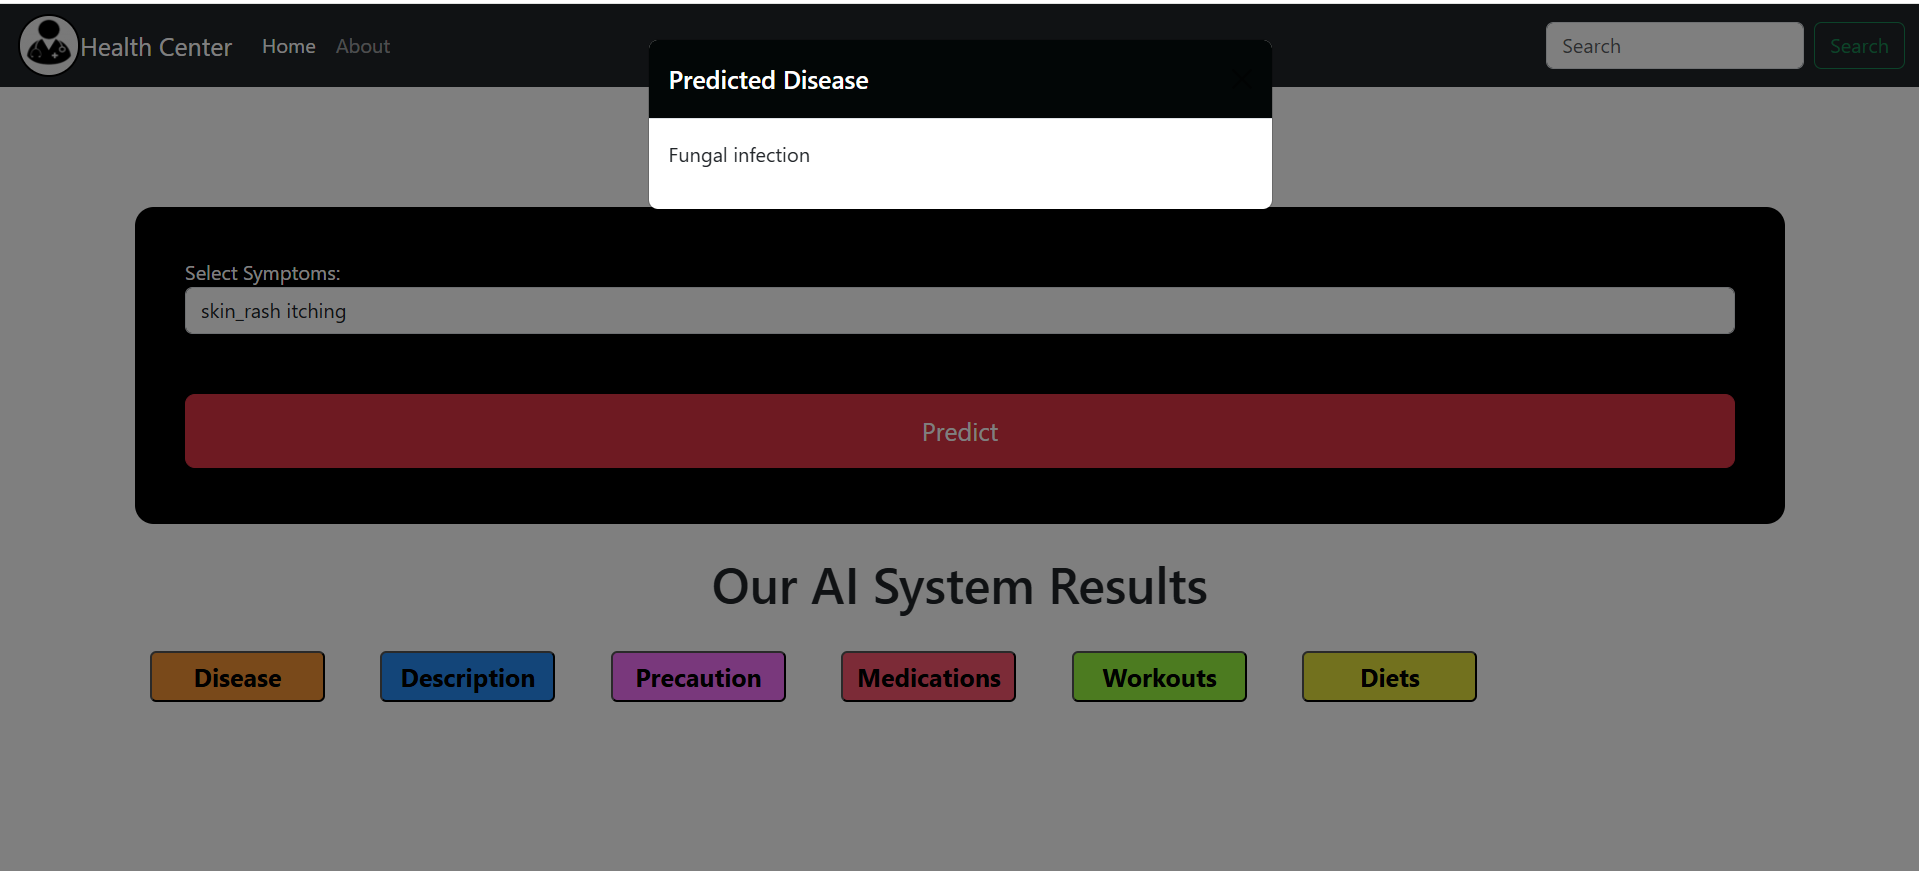 Health Center Home About Search Search
Predicted Disease
Fungal infection
Select Symptoms:
skin_rash itching
Predict
Our AI System Results
Disease Description Precaution Medications Workouts Diets